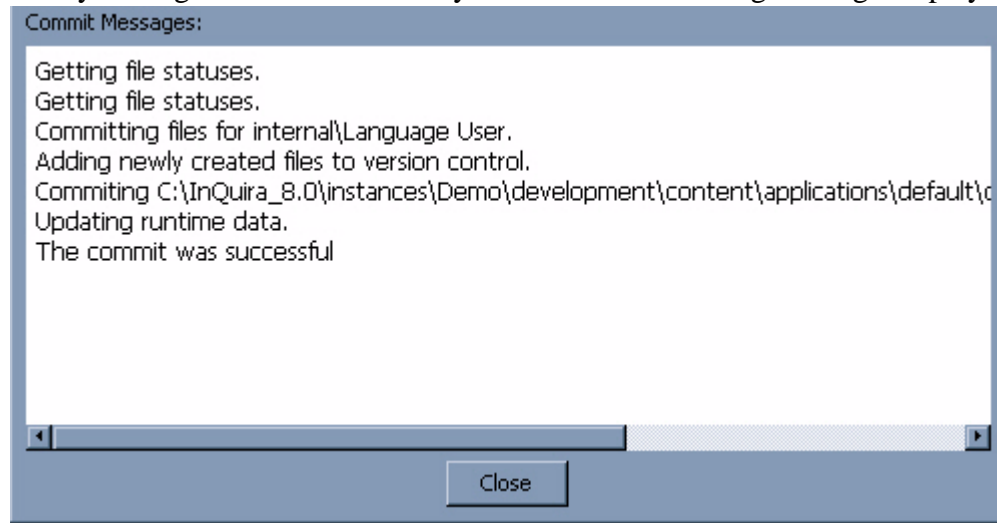 Commit Messages:
Getting file statuses.
Getting file statuses.
Committing files for internal\Language User.
Adding newly created files to version control.
Commiting C:\InQuira_8.0\instances\Demo\development\content\applications\default\
Updating runtime data.
The commit was successful
Close